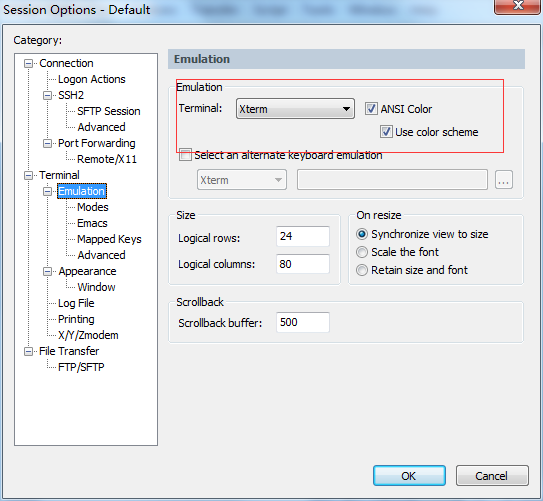 Session Options - Default
Category:
Connection
Logon Actions
SSH2
SFTP Session
Advanced
Port Forwarding
Remote/X11
Terminal
Emulation
Modes
Emacs
Mapped Keys
Advanced
Appearance
Window
Log File
Printing
X/Y/Zmodem
File Transfer
FTP/SFTP
Emulation
Emulation
Terminal: Xterm ANSI Color
Use color scheme
Select an alternate keyboard emulation
Xterm ...
Size
Logical rows: 24
Logical columns: 80
On resize
Synchronize view to size
Scale the font
Retain size and font
Scrollback
Scrollback buffer: 500
OK Cancel